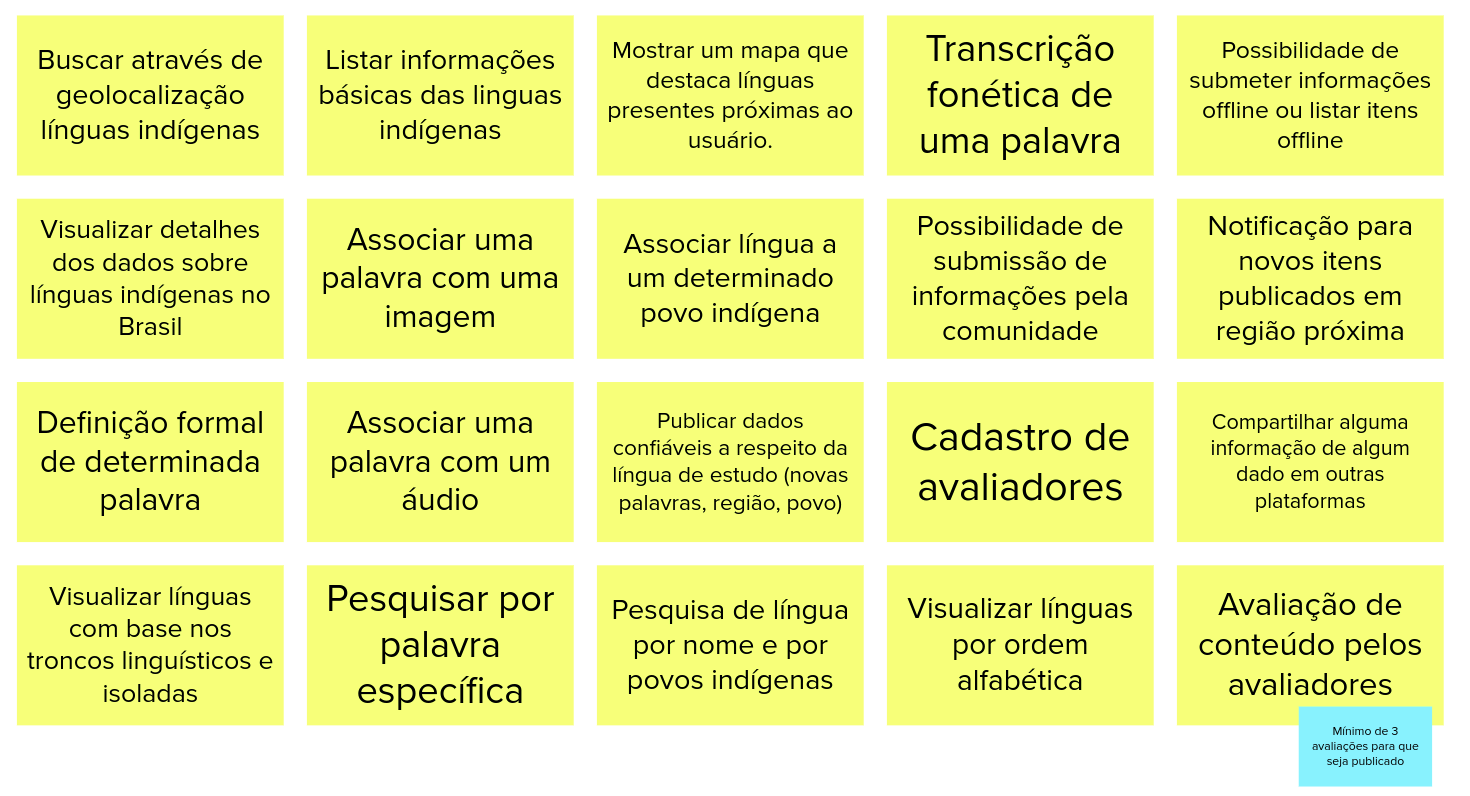 Buscar através de
geolocalização
línguas indígenas
Listar informações
básicas das linguas
indígenas
Mostrar um mapa que
destaca línguas
presentes próximas ao
usuário.
Transcrição
fonética de
uma palavra
Possibilidade de
submeter informações
offline ou listar itens
offline
Visualizar detalhes
dos dados sobre
línguas indígenas no
Brasil
Associar uma
palavra com uma
imagem
Associar língua a
um determinado
povo indígena
Possibilidade de
submissão de
informações pela
comunidade
Notificação para
novos itens
publicados em
região próxima
Definição formal
de determinada
palavra
Associar uma
palavra com um
áudio
Publicar dados
confiáveis a respeito da
língua de estudo (novas
palavras, região, povo)
Cadastro de
avaliadores
Compartilhar alguma
informação de algum
dado em outras
plataformas
Visualizar línguas
com base nos
troncos linguísticos e
isoladas
Pesquisar por
palavra
específica
Pesquisa de língua
por nome e por
povos indígenas
Visualizar línguas
por ordem
alfabética
Avaliação de
conteúdo pelos
avaliadores
Mínimo de 3
avaliações para que
seja publicado